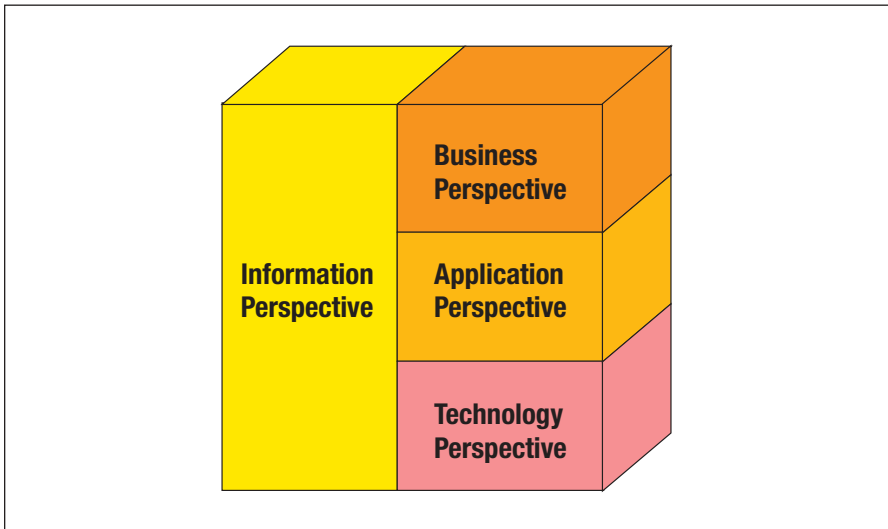 Information
Perspective
Business
Perspective
Application
Perspective
Technology
Perspective